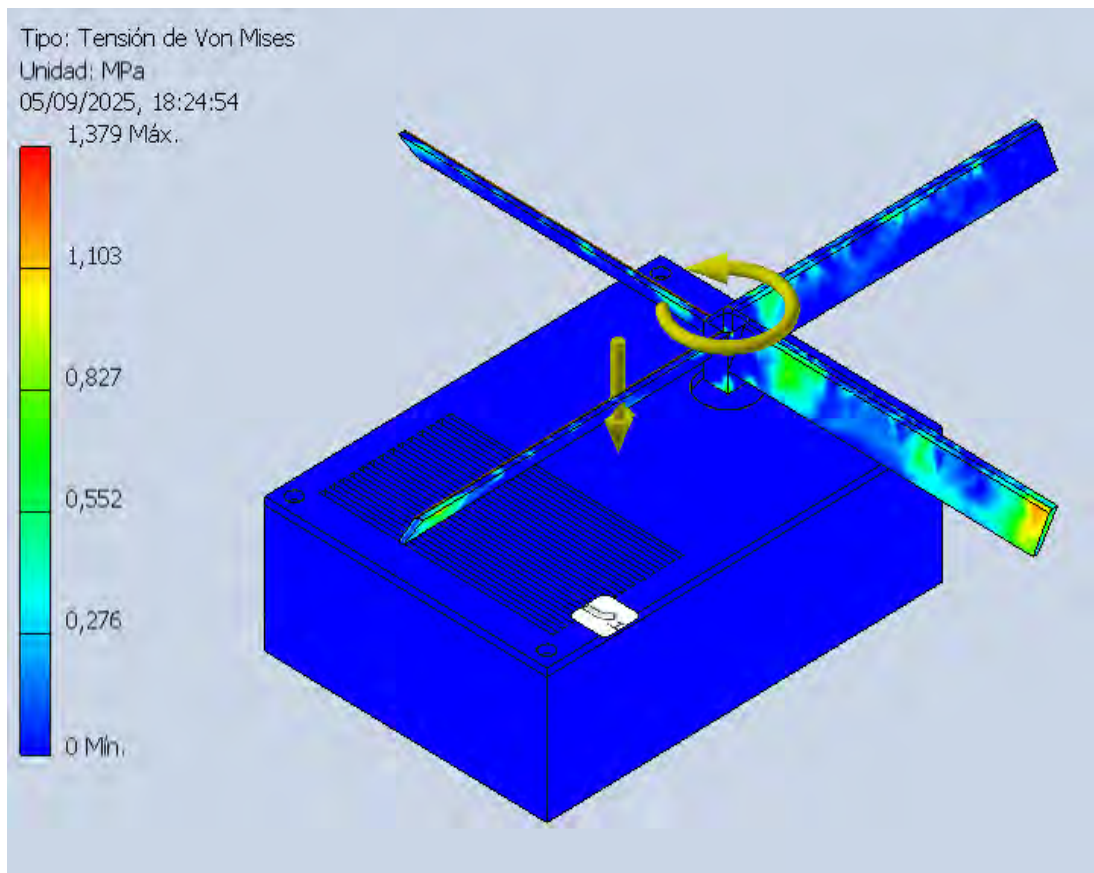 Tipo: Tensión de Von Mises
Unidad: MPa
05/09/2025, 18:24:54
1,379 Máx.
1,103
0,827
0,552
0,276
0 Mín.